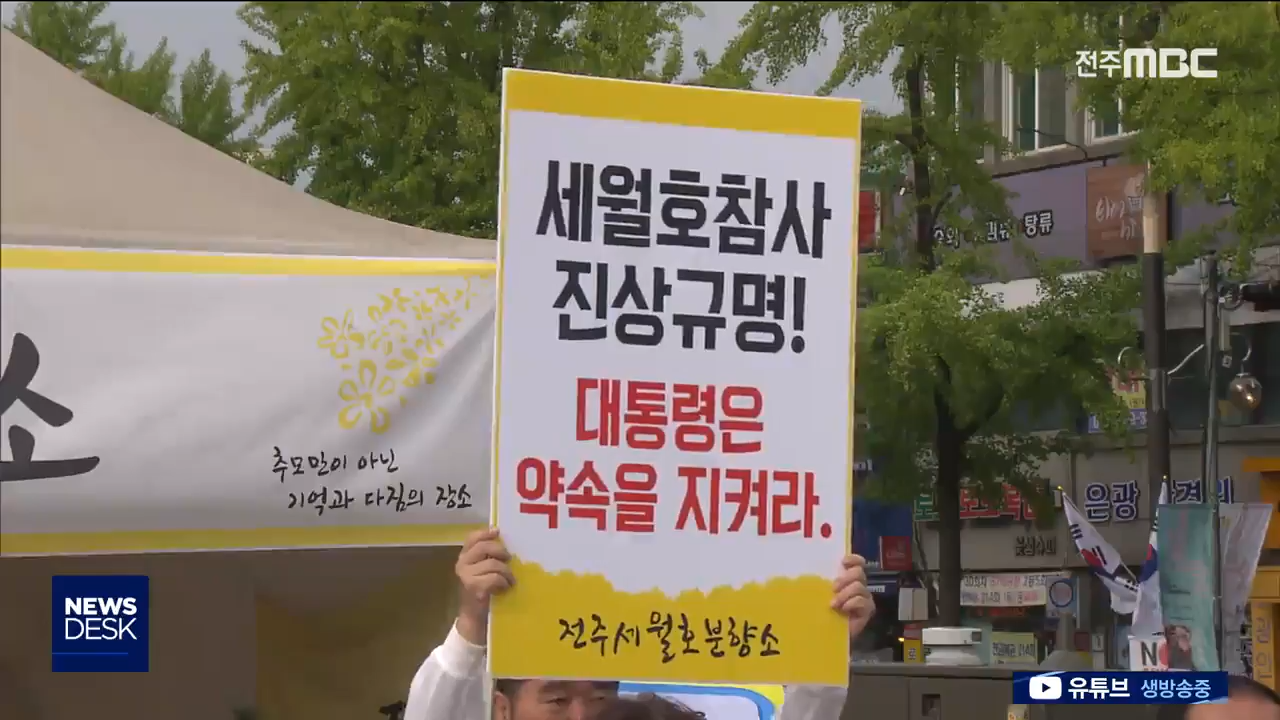 전주MBC
세월호참사
진상규명!
대통령은
약속을 지켜라.
전주세월호분향소
소
추모만이 아닌
기억과 다짐의 장소
탕류
은광
NEWS
DESK
유튜브 생방송중